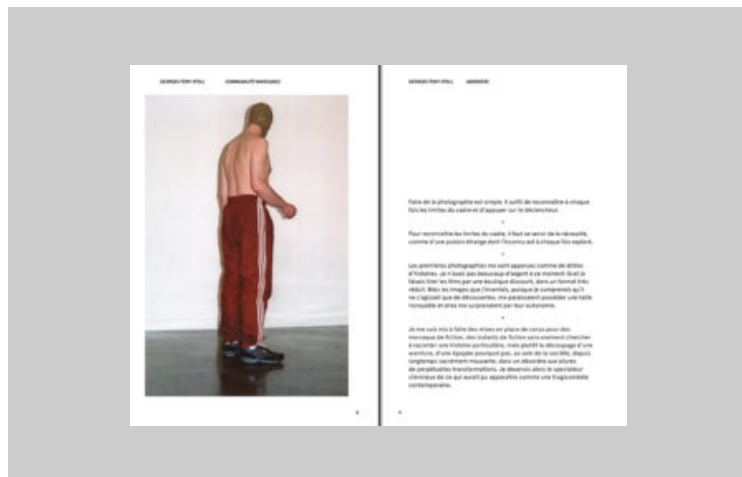 GEORGES TONY STOLL
GEORGES TONY STOLL
Faire de la photographie est simple. Il suffit de reconnaître à chaque
fois les limites du cadre et d'appuyer sur le déclencheur.
Pour reconnaître les limites du cadre, il faut se servir de la nécessité,
comme d'une passion étrange dont l'inconnu est à chaque fois exploré.
Les premières photographies me sont apparues comme de drôles
d'histoires. Je n'avais pas beaucoup d'argent à ce moment-là et je
faisais tirer les films par une boutique discount, dans un format très
réduit. Mais les images que j'inventais, puisque je comprenais qu'il
ne s'agissait que de découvertes, me paraissaient posséder une taille
inéquable et elles me surprenaient par leur autonomie.
Je me suis mis à faire des mises en place de corps pour des
morceaux de fiction, des instants de fiction sans vraiment chercher
à raconter une histoire particulière, mais plutôt le découpage d'une
aventure, d'une épopée pourquoi pas, au sein de la société, depuis
longtemps mouvante, dans un désordre aux allures
de perpétuelles transformations. Je devenais alors le spectateur
silencieux de ce qui aurait pu apparaître comme une tragicomédie
contemporaine.